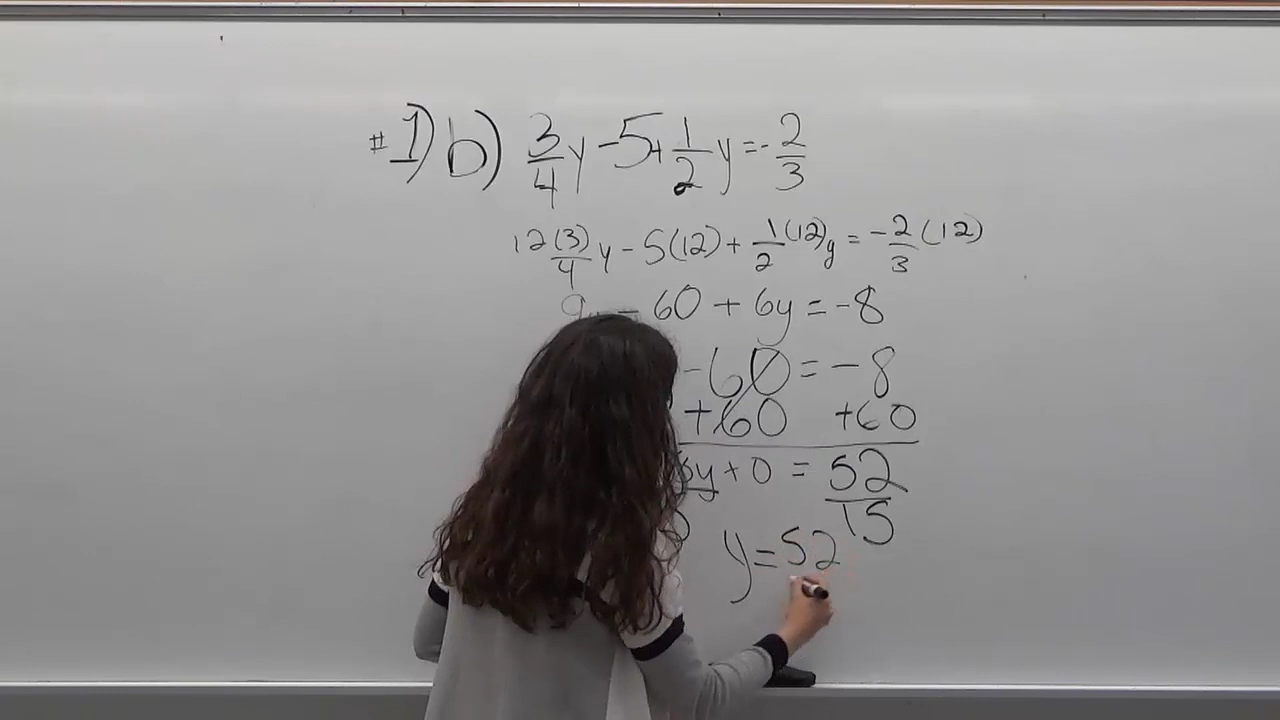 #1) b) 3/4 y - 5 + 1/2 y = - 2/3
12(3)/4 y - 5(12) + 1/2 (12)y = -2/3 (12)
9y - 60 + 6y = -8
-60 = -8
+60 +60
5y + 0 = 52/15
y = 52